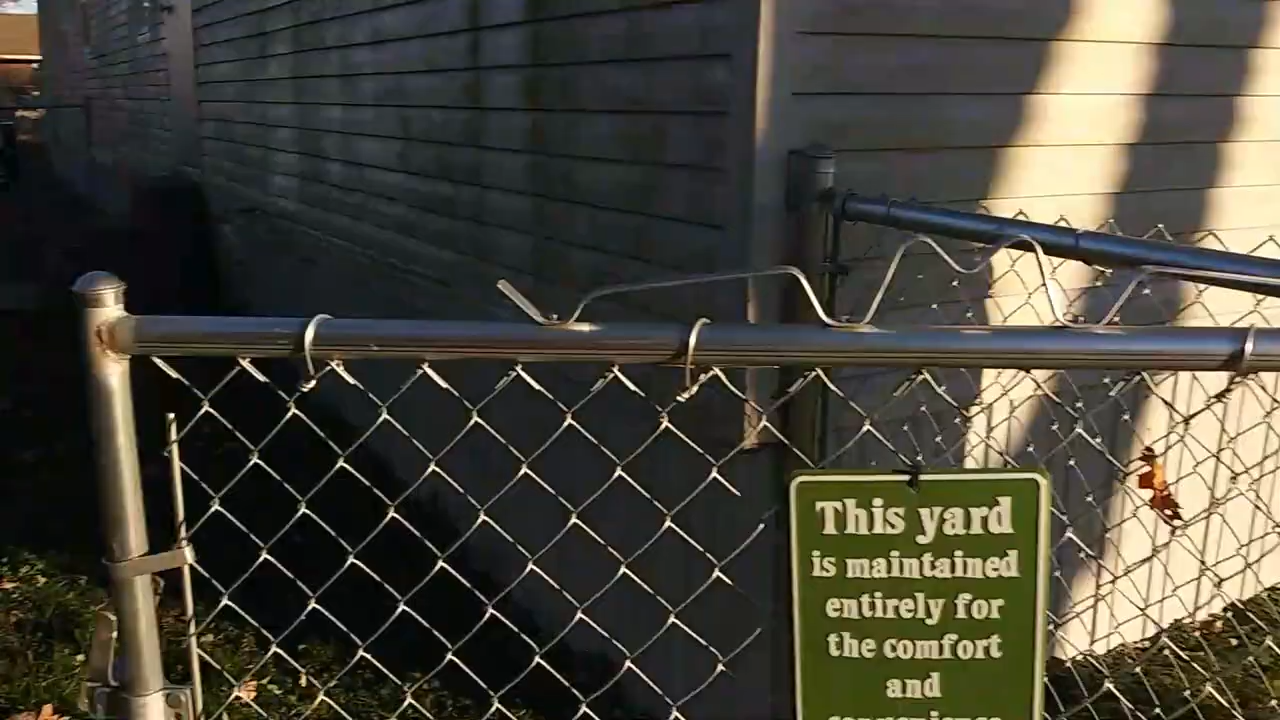 This yard
is maintained
entirely for
the comfort
and